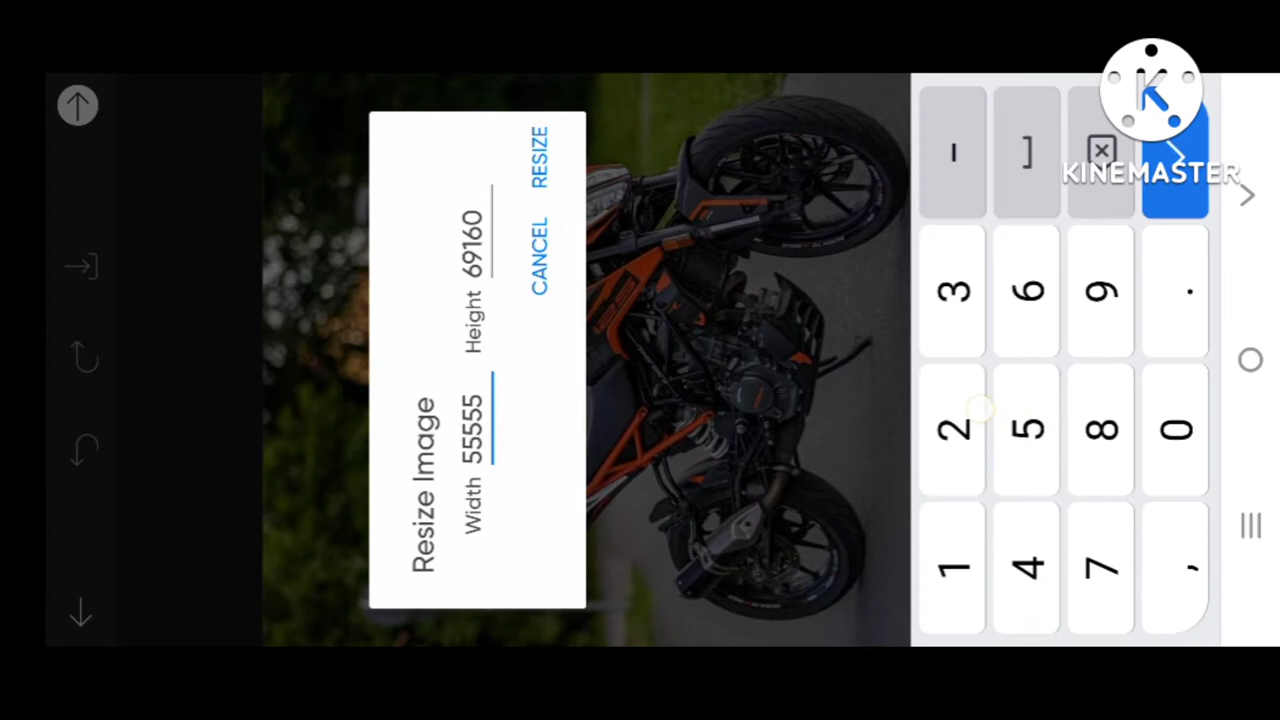 Resize Image
Width 55555 Height 69160
CANCEL RESIZE
1 2 3 -
4 5 6 ]
7 8 9
, 0 .
K
KINEMASTER